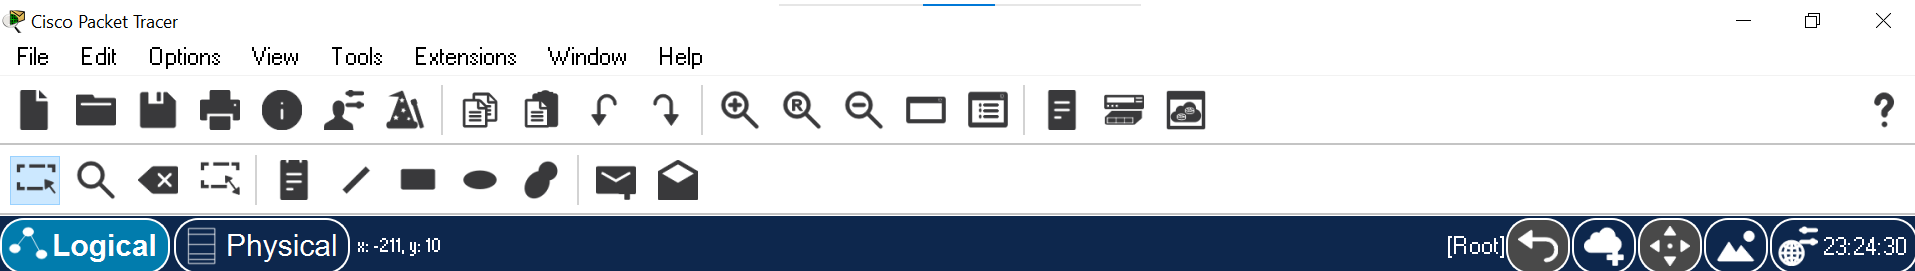 Cisco Packet Tracer
File Edit Options View Tools Extensions Window Help
R
?
Logical Physical x: -211, y: 10 [Root] 23:24:30